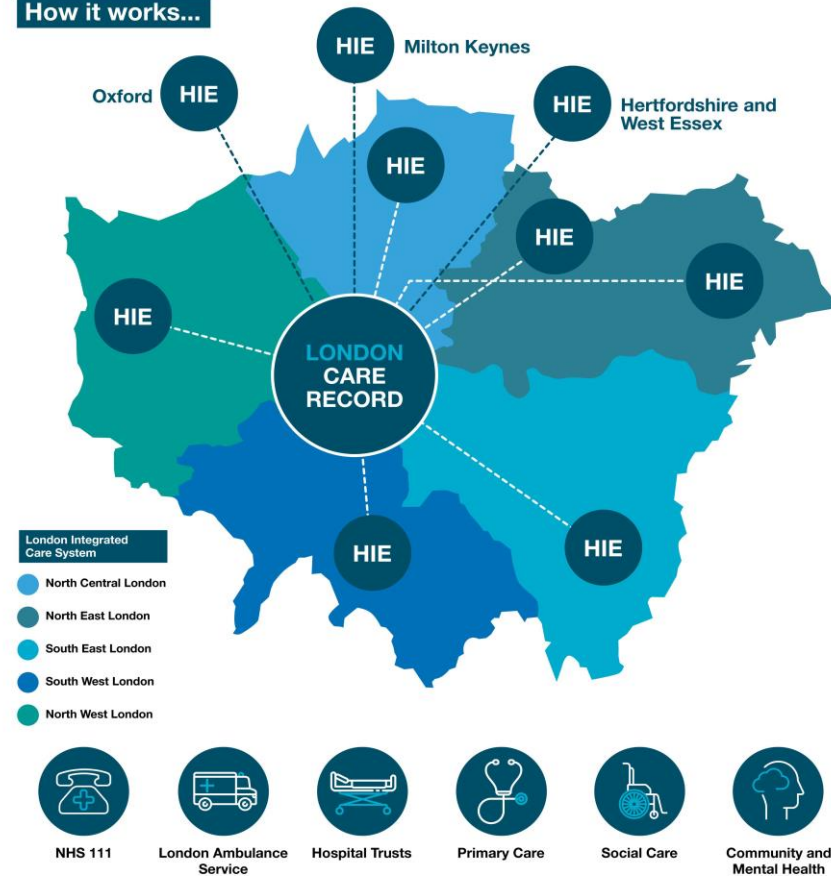 How it works...
HIE
Milton Keynes
Oxford
HIE
HIE
Hertfordshire and
West Essex
HIE
HIE
HIE
HIE
LONDON
CARE
RECORD
HIE
HIE
London Integrated
Care System
North Central London
North East London
South East London
South West London
North West London
NHS 111
London Ambulance
Service
Hospital Trusts
Primary Care
Social Care
Community and
Mental Health